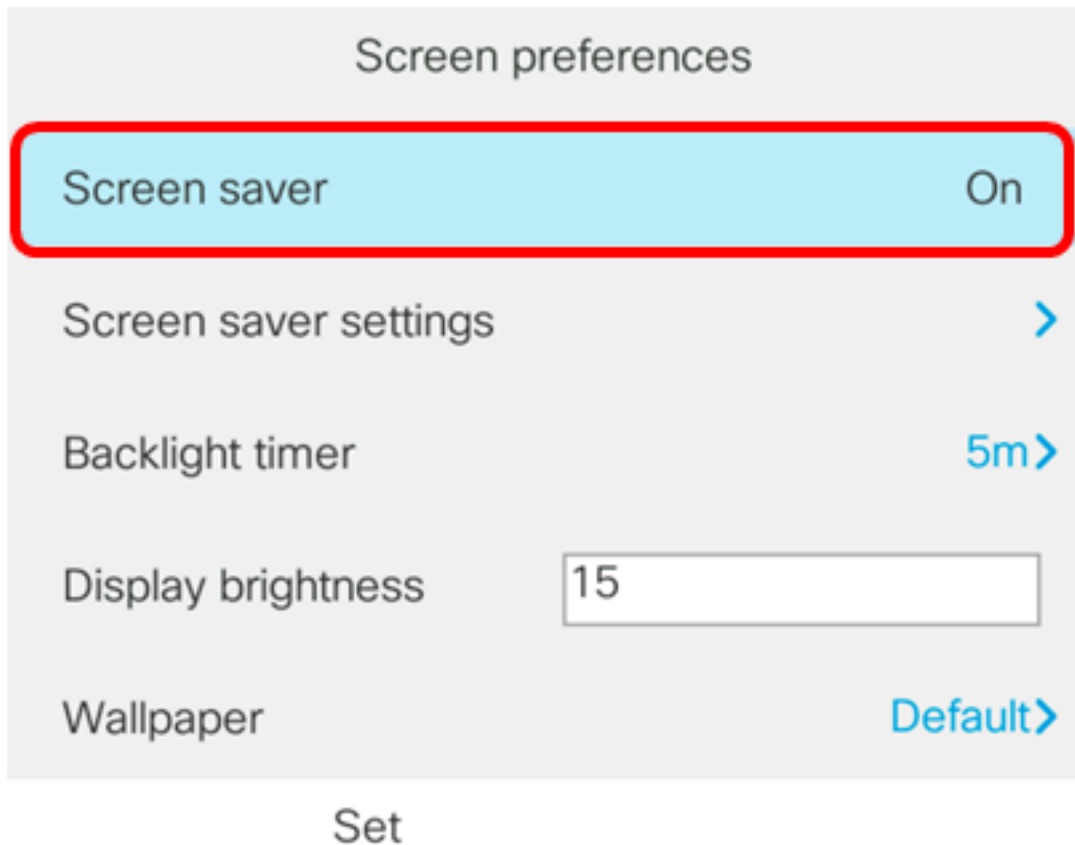 Screen preferences
Screen saver On
Screen saver settings
Backlight timer 5m
Display brightness 15
Wallpaper Default
Set